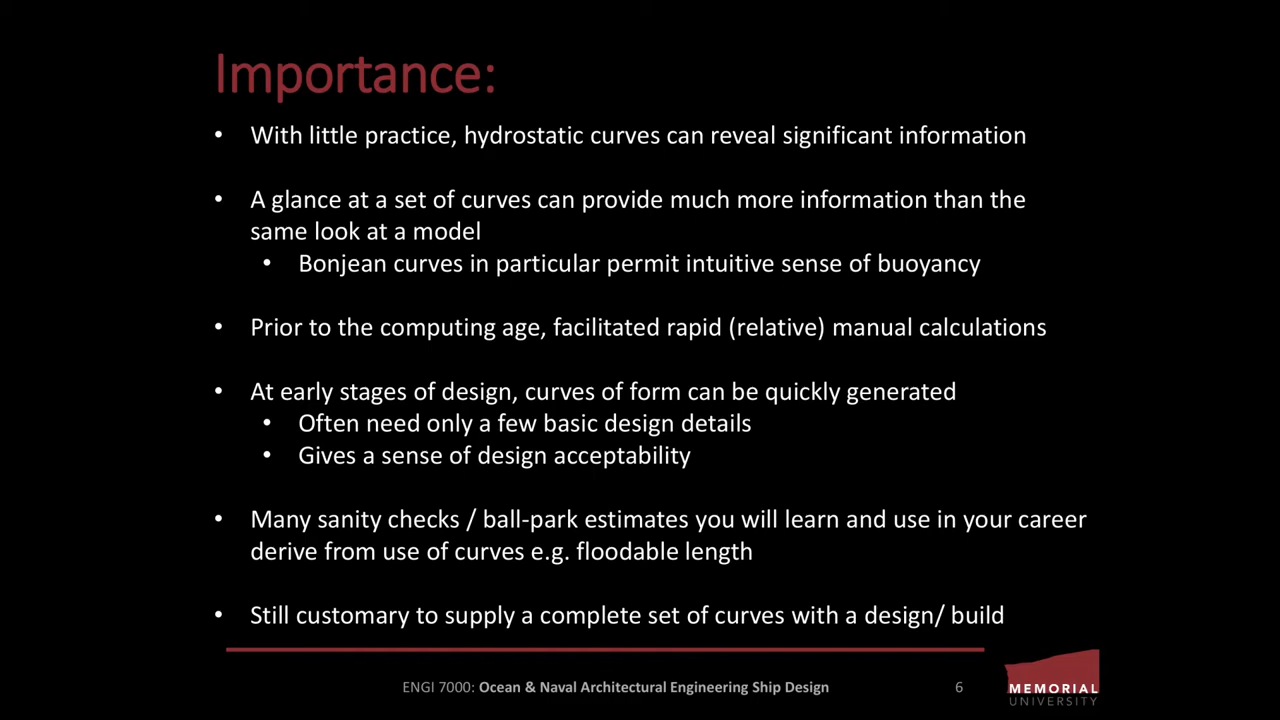 Importance:
• With little practice, hydrostatic curves can reveal significant information
• A glance at a set of curves can provide much more information than the
same look at a model
• Bonjean curves in particular permit intuitive sense of buoyancy
• Prior to the computing age, facilitated rapid (relative) manual calculations
• At early stages of design, curves of form can be quickly generated
• Often need only a few basic design details
• Gives a sense of design acceptability
• Many sanity checks / ball-park estimates you will learn and use in your career
derive from use of curves e.g. floodable length
• Still customary to supply a complete set of curves with a design/ build
ENGI 7000: Ocean & Naval Architectural Engineering Ship Design
6
MEMORIAL
UNIVERSITY